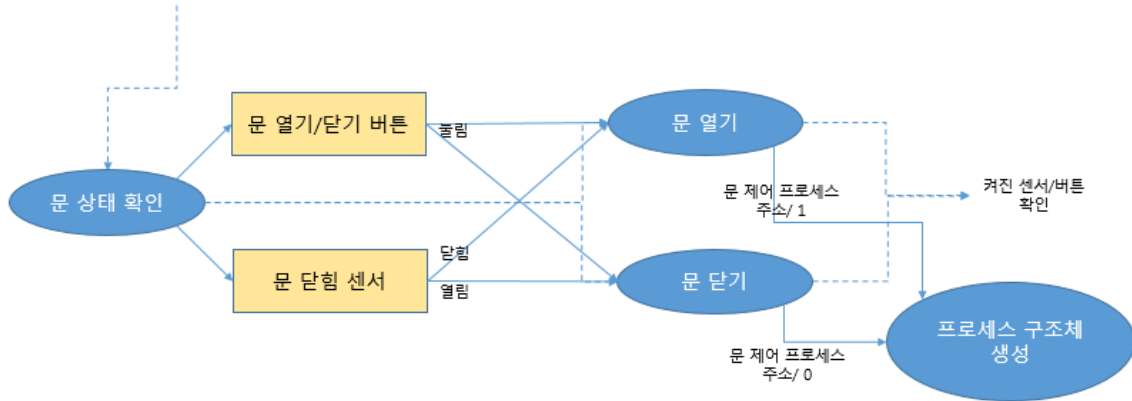 문 열기/닫기 버튼
눌림
문 열기
문 상태 확인
문 제어 프로세스
주소/ 1
켜진 센서/버튼
확인
닫힘
문 닫힘 센서
열림
문 닫기
프로세스 구조체
생성
문 제어 프로세스
주소/ 0